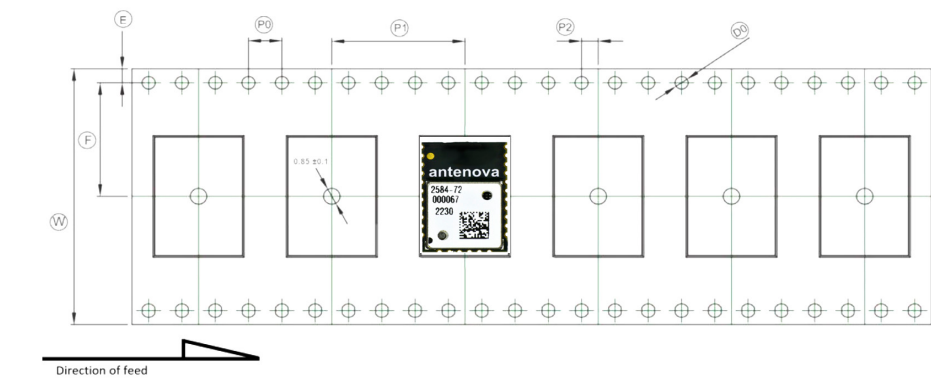 E
P0
P1
P2
D0
F
W
0.85 ±0.1
antenova
2584-72
000067
2230
Direction of feed